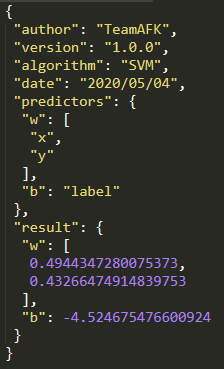 {
"author": "TeamAFK",
"version": "1.0.0",
"algorithm": "SVM",
"date": "2020/05/04",
"predictors": {
"w": [
"x",
"y"
],
"b": "label"
},
"result": {
"w": [
0.4944347280075373,
0.43266474914839753
],
"b": -4.524675476600924
}
}